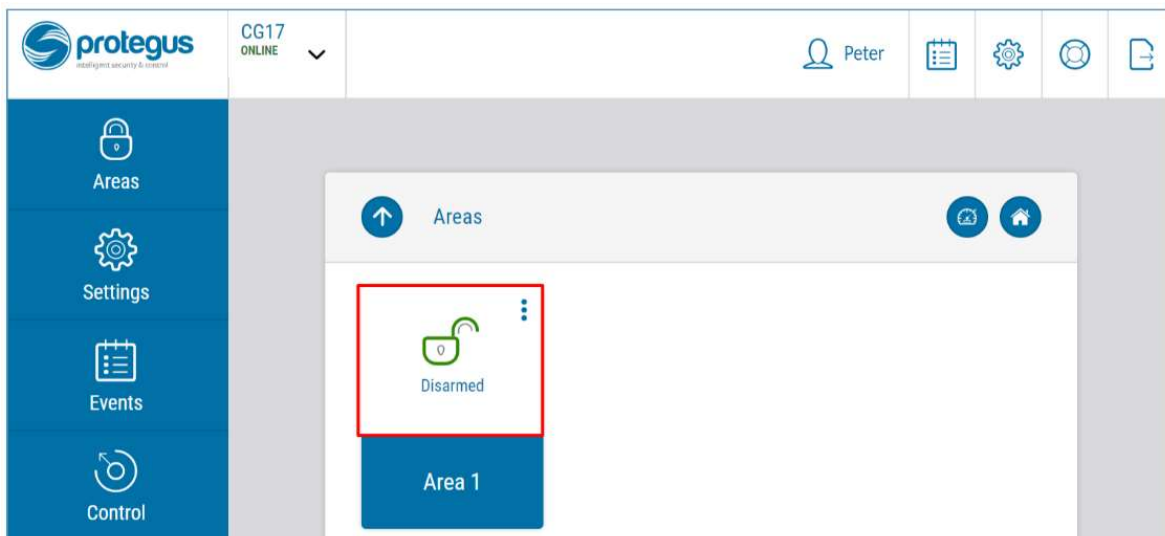 protegus
intelligent security & control
CG17
ONLINE
Peter
Areas
Settings
Events
Control
Areas
Disarmed
Area 1